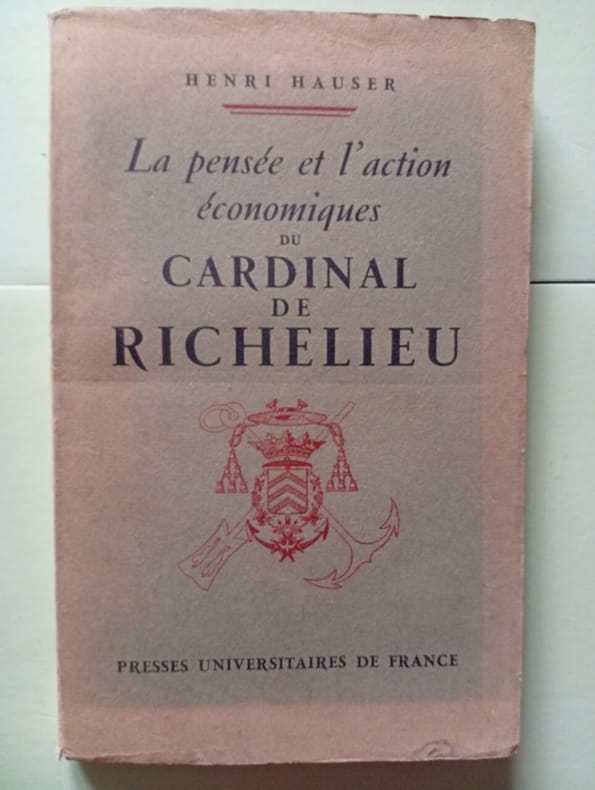 HENRI HAUSER
La pensée et l'action
économiques
DU
CARDINAL
DE
RICHELIEU
PRESSES UNIVERSITAIRES DE FRANCE